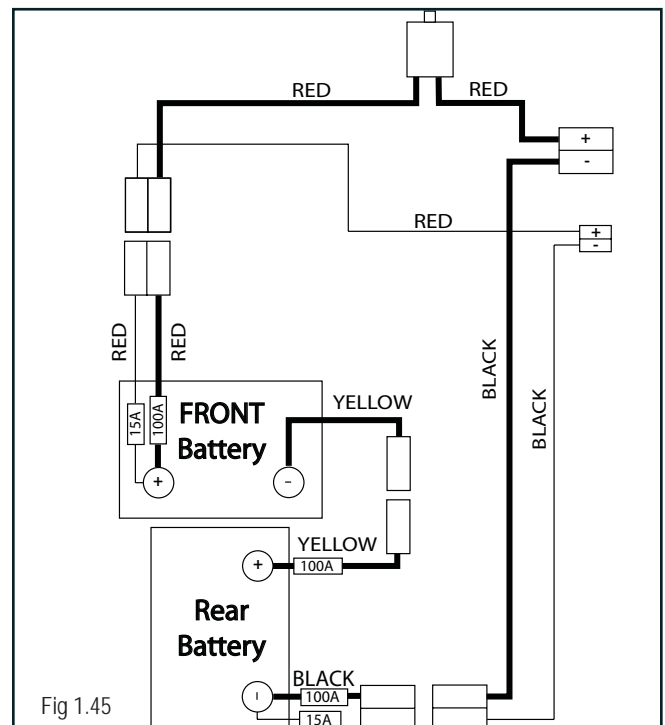 RED
RED
+
-
RED
+
-
RED
RED
BLACK
BLACK
15A
100A
FRONT
Battery
YELLOW
+
-
YELLOW
+
100A
Rear
Battery
BLACK
-
100A
15A
Fig 1.45